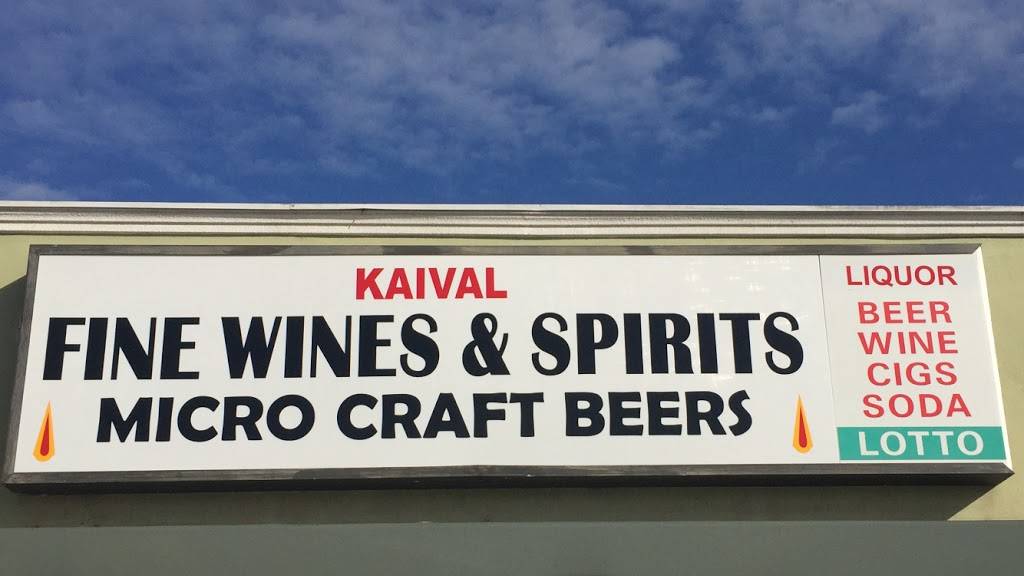 KAIVAL
FINE WINES & SPIRITS
MICRO CRAFT BEERS
LIQUOR
BEER
WINE
CIGS
SODA
LOTTO